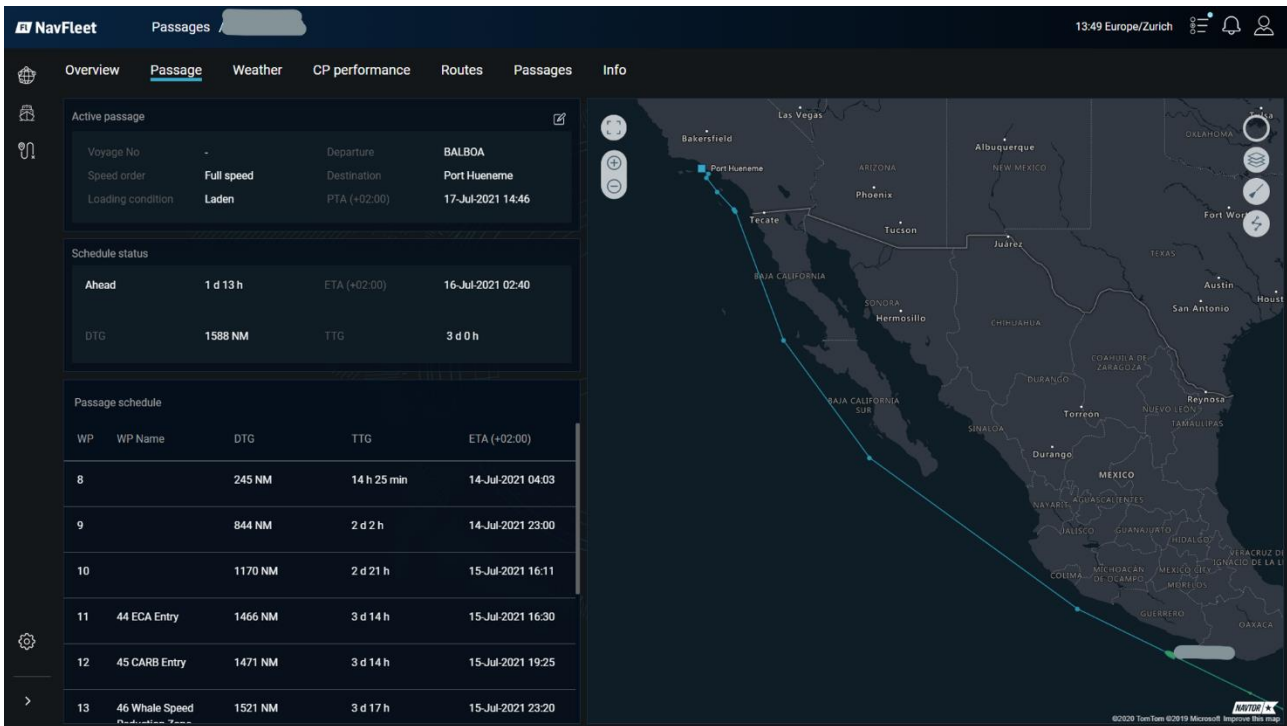 NavFleet
Passages /
13:49 Europe/Zurich
Overview Passage Weather CP performance Routes Passages Info
Active passage
Voyage No - Departure BALBOA
Speed order Full speed Destination Port Hueneme
Loading condition Laden PTA (+02:00) 17-Jul-2021 14:46
Schedule status
Ahead 1 d 13 h ETA (+02:00) 16-Jul-2021 02:40
DTG 1588 NM TTG 3 d 0 h
Passage schedule
WP WP Name DTG TTG ETA (+02:00)
8 245 NM 14 h 25 min 14-Jul-2021 04:03
9 844 NM 2 d 2 h 14-Jul-2021 23:00
10 1170 NM 2 d 21 h 15-Jul-2021 16:11
11 44 ECA Entry 1466 NM 3 d 14 h 15-Jul-2021 16:30
12 45 CARB Entry 1471 NM 3 d 14 h 15-Jul-2021 19:25
13 46 Whale Speed 1521 NM 3 d 17 h 15-Jul-2021 23:20
Las Vegas
OKLAHOMA
Bakersfield
Albuquerque
Port Hueneme
ARIZONA
NEW MEXICO
Phoenix
Fort Wor
Tecate
Tucson
Juárez
TEXAS
BAJA CALIFORNIA
Austin
Houst
SONORA
San Antonio
Hermosillo
CHIHUAHUA
COAHUILA DE
ZARAGOZA
DURANGO
BAJA CALIFORNIA
SUR
Reynosa
NUEVO LEÓN
Torreón
TAMAULIPAS
SINALOA
Durango
MEXICO
AGUASCALIENTES
NAYARIT
JALISCO
GUANAJUATO
HIDALGO
VERACRUZ DE
IGNACIO DE LA LL
MICHOACÁN
DE OCAMPO
MEXICO CITY
COLIMA
MORELOS
GUERRERO
OAXACA
NAVTOR
©2020 TomTom ©2019 Microsoft Improve this map